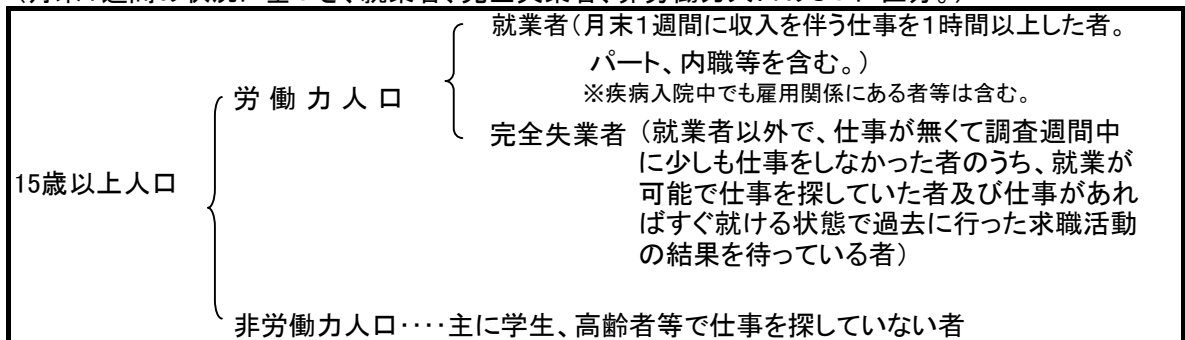 就業者(月末1週間に収入を伴う仕事を1時間以上した者。
パート、内職等を含む。)
労 働 力 人 口
※疾病入院中でも雇用関係にある者等は含む。
完全失業者 (就業者以外で、仕事が無くて調査週間中
に少しも仕事をしなかった者のうち、就業が
15歳以上人口
可能で仕事を探していた者及び仕事があれ
ばすぐ就ける状態で過去に行った求職活動
の結果を待っている者)
非労働力人口‥‥主に学生、高齢者等で仕事を探していない者